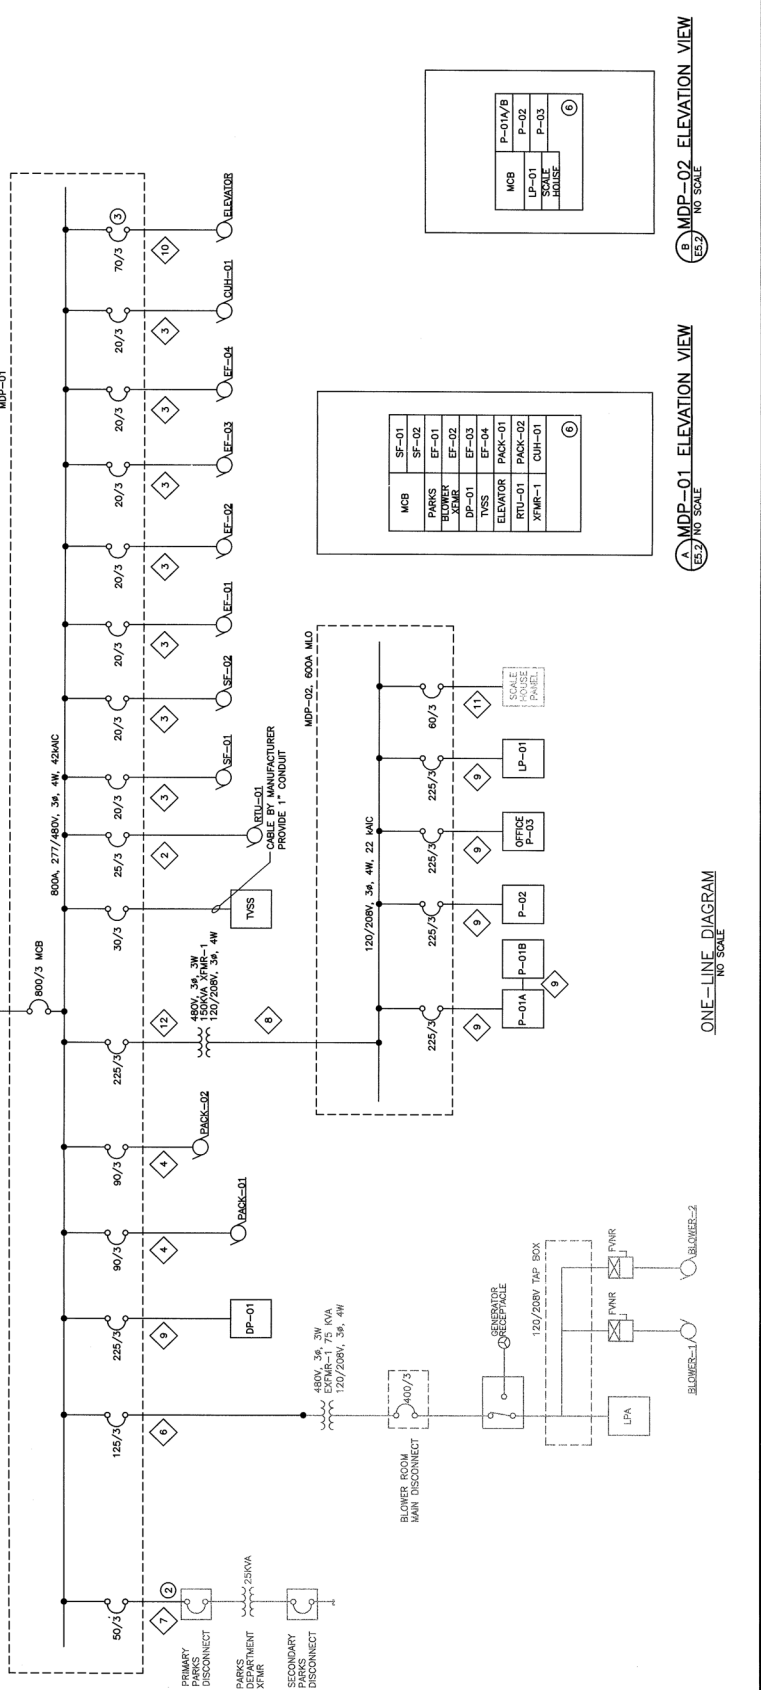 MDP-01
800A, 277/480V, 3ø, 4W, 42kAIC
800/3 MCB
50/3
7
2
PRIMARY
PARKS
DISCONNECT
PARKS
DEPARTMENT
XFMR
25KVA
SECONDARY
PARKS
DISCONNECT
125/3
6
480V, 3ø, 3W
EXFMR-1 75 KVA
120/208V, 3ø, 4W
BLOWER ROOM
MAIN DISCONNECT
400/3
GENERATOR
RECEPTACLE
120/208V TAP BOX
LPA
FVNR
BLOWER-1
FVNR
BLOWER-2
225/3
9
DP-01
90/3
4
PACK-01
90/3
4
PACK-02
225/3
12
480V, 3ø, 3W
150KVA XFMR-1
120/208V, 3ø, 4W
8
30/3
TVSS
CABLE BY MANUFACTURER
PROVIDE 1" CONDUIT
25/3
2
RTU-01
20/3
3
SF-01
20/3
3
SF-02
20/3
3
EF-01
20/3
3
EF-02
20/3
3
EF-03
20/3
3
EF-04
20/3
3
CUH-01
70/3
3
10
ELEVATOR
MDP-02, 600A MLO
120/208V, 3ø, 4W, 22 kAIC
225/3
9
P-01A
P-01B
9
225/3
9
P-02
225/3
9
OFFICE
P-03
225/3
9
LP-01
60/3
11
SCALE
HOUSE
PANEL
ONE-LINE DIAGRAM
NO SCALE
MCB
SF-01
SF-02
PARKS
EF-01
BLOWER
XFMR
EF-02
DP-01
EF-03
TVSS
EF-04
ELEVATOR
PACK-01
RTU-01
PACK-02
XFMR-1
CUH-01
6
A
E5.2
MDP-01 ELEVATION VIEW
NO SCALE
MCB
P-01A/B
P-02
LP-01
P-03
SCALE
HOUSE
6
B
E5.2
MDP-02 ELEVATION VIEW
NO SCALE